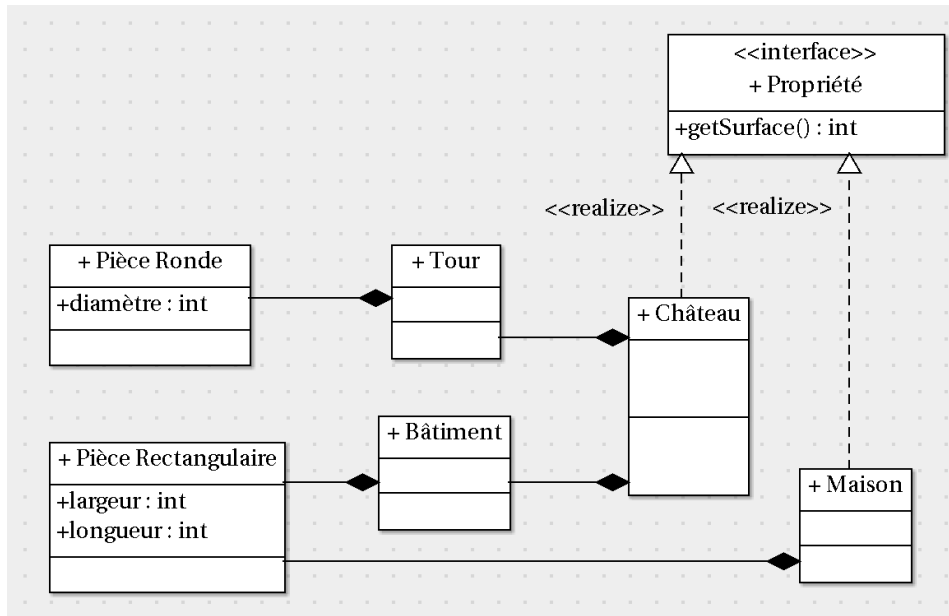 <<interface>>
+ Propriété
+getSurface() : int
<<realize>>
<<realize>>
+ Pièce Ronde
+diamètre : int
+ Tour
+ Château
+ Bâtiment
+ Pièce Rectangulaire
+largeur : int
+longueur : int
+ Maison